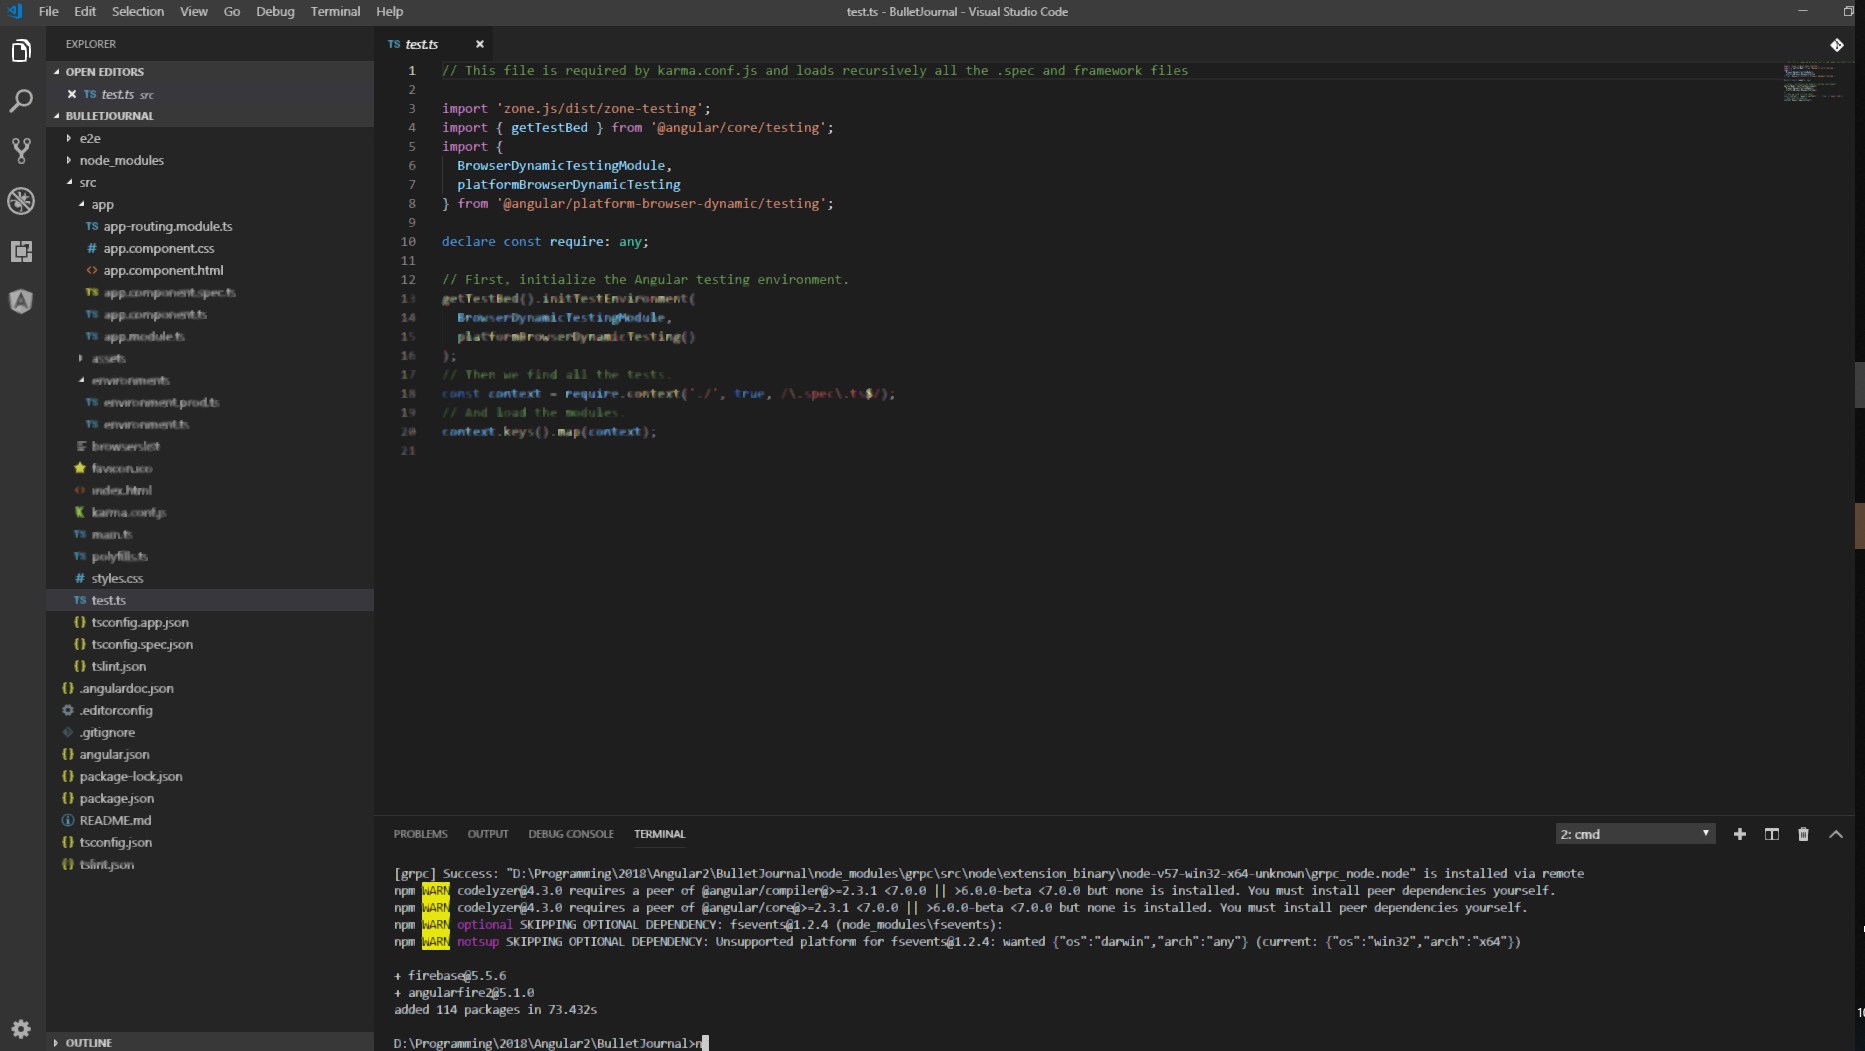 File Edit Selection View Go Debug Terminal Help
test.ts - BulletJournal - Visual Studio Code
EXPLORER
OPEN EDITORS
TS test.ts src
BULLETJOURNAL
e2e
node_modules
src
app
TS app-routing.module.ts
# app.component.css
<> app.component.html
TS app.component.spec.ts
TS app.component.ts
TS app.module.ts
assets
environments
TS environment.prod.ts
TS environment.ts
browserslist
favicon.ico
<> index.html
karma.conf.js
TS main.ts
TS polyfills.ts
# styles.css
TS test.ts
{} tsconfig.app.json
{} tsconfig.spec.json
{} tslint.json
{} .angulardoc.json
.editorconfig
.gitignore
{} angular.json
{} package-lock.json
{} package.json
README.md
{} tsconfig.json
{} tslint.json
OUTLINE
TS test.ts
1 // This file is required by karma.conf.js and loads recursively all the .spec and framework files
2
3 import 'zone.js/dist/zone-testing';
4 import { getTestBed } from '@angular/core/testing';
5 import {
6 BrowserDynamicTestingModule,
7 platformBrowserDynamicTesting
8 } from '@angular/platform-browser-dynamic/testing';
9
10 declare const require: any;
11
12 // First, initialize the Angular testing environment.
13 getTestBed().initTestEnvironment(
14 BrowserDynamicTestingModule,
15 platformBrowserDynamicTesting()
16 );
17 // Then we find all the tests.
18 const context = require.context('./', true, /\.spec\.ts$/);
19 // And load the modules.
20 context.keys().map(context);
21
PROBLEMS OUTPUT DEBUG CONSOLE TERMINAL
2: cmd
[grpc] Success: "D:\Programming\2018\Angular2\BulletJournal\node_modules\grpc\src\node\extension_binary\node-v57-win32-x64-unknown\grpc_node.node" is installed via remote
npm WARN codelyzer@4.3.0 requires a peer of @angular/compiler@>=2.3.1 <7.0.0 || >6.0.0-beta <7.0.0 but none is installed. You must install peer dependencies yourself.
npm WARN codelyzer@4.3.0 requires a peer of @angular/core@>=2.3.1 <7.0.0 || >6.0.0-beta <7.0.0 but none is installed. You must install peer dependencies yourself.
npm WARN optional SKIPPING OPTIONAL DEPENDENCY: fsevents@1.2.4 (node_modules\fsevents):
npm WARN notsup SKIPPING OPTIONAL DEPENDENCY: Unsupported platform for fsevents@1.2.4: wanted {"os":"darwin","arch":"any"} (current: {"os":"win32","arch":"x64"})
+ firebase@5.5.6
+ angularfire2@5.1.0
added 114 packages in 73.432s
D:\Programming\2018\Angular2\BulletJournal>n